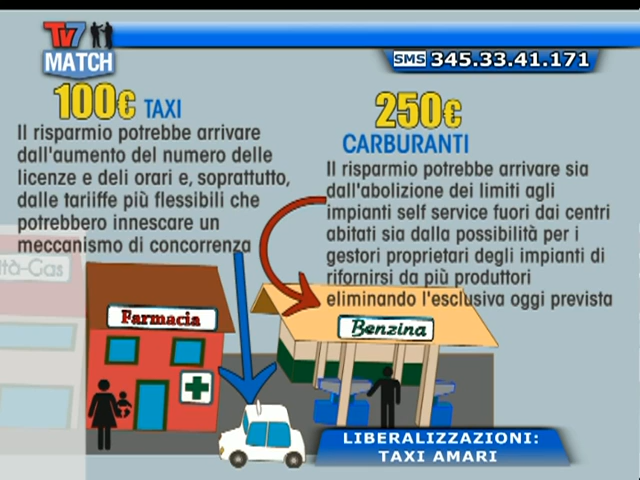 Tv7
MATCH
SMS 345.33.41.171
100€ TAXI
Il risparmio potrebbe arrivare
dall'aumento del numero delle
licenze e deli orari e, soprattutto,
dalle tariiffe più flessibili che
potrebbero innescare un
meccanismo di concorrenza
250€
CARBURANTI
Il risparmio potrebbe arrivare sia
dall'abolizione dei limiti agli
impianti self service fuori dai centri
abitati sia dalla possibilità per i
gestori proprietari degli impianti di
rifornirsi da più produttori
eliminando l'esclusiva oggi prevista
ità-Gas
Farmacia
Benzina
LIBERALIZZAZIONI:
TAXI AMARI